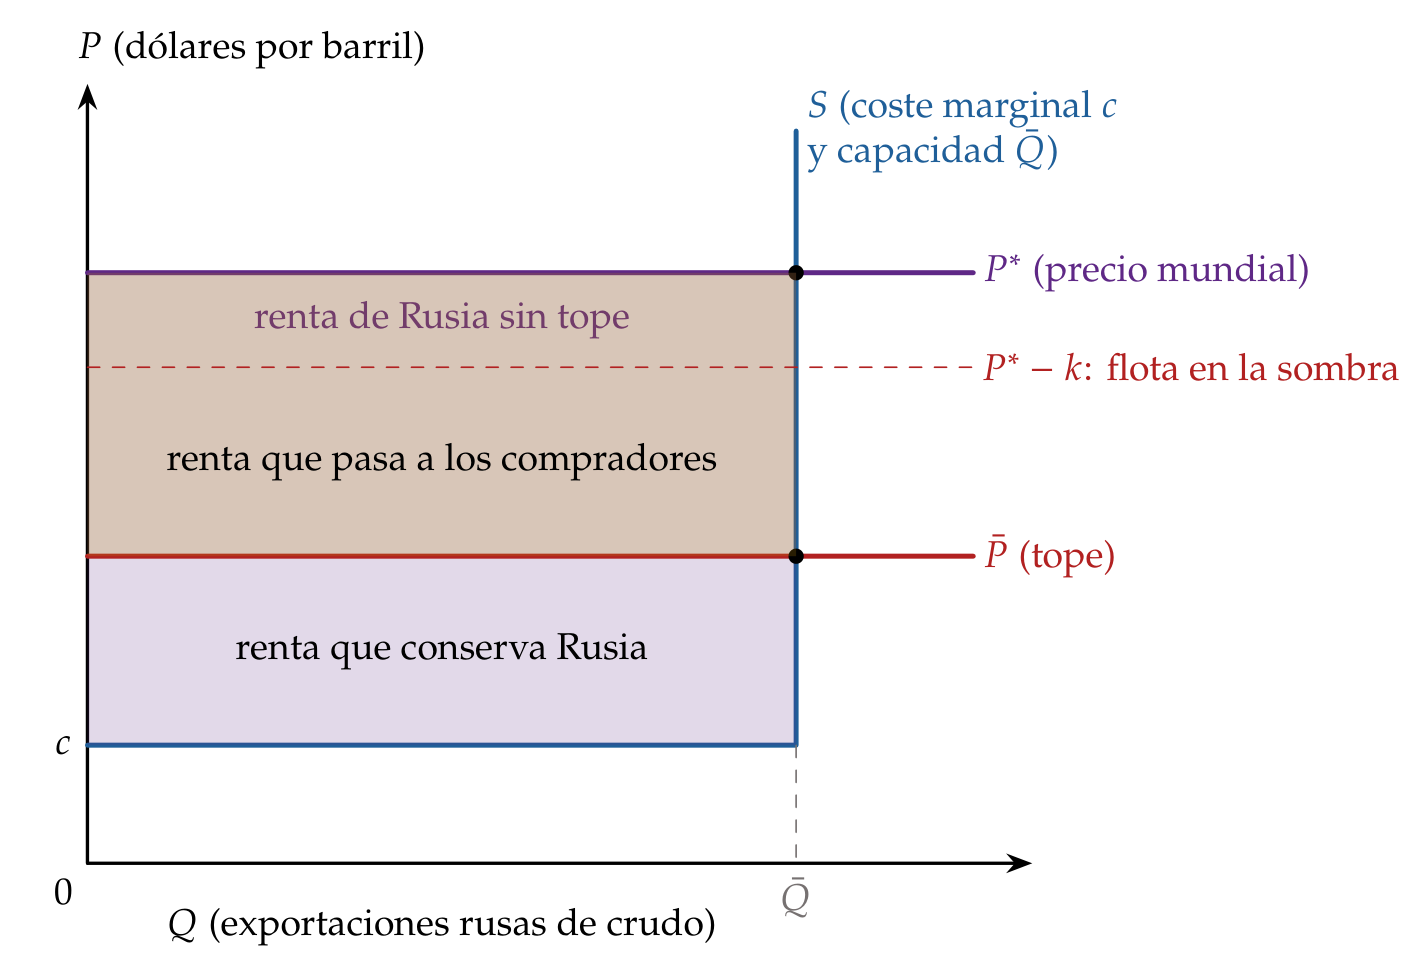 P (dólares por barril)
S (coste marginal c
y capacidad Q̄)
P* (precio mundial)
renta de Rusia sin tope
P* − k: flota en la sombra
renta que pasa a los compradores
P̄ (tope)
renta que conserva Rusia
c
0
Q̄
Q (exportaciones rusas de crudo)